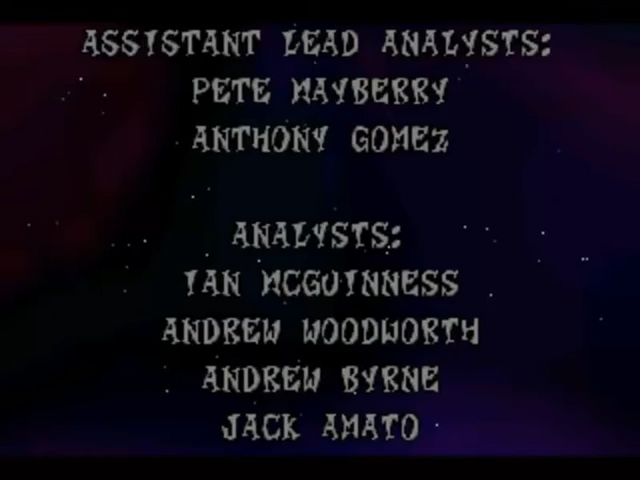 ASSISTANT LEAD ANALYSTS:
PETE MAYBERRY
ANTHONY GOMEZ
ANALYSTS:
IAN MCGUINNESS
ANDREW WOODWORTH
ANDREW BYRNE
JACK AMATO